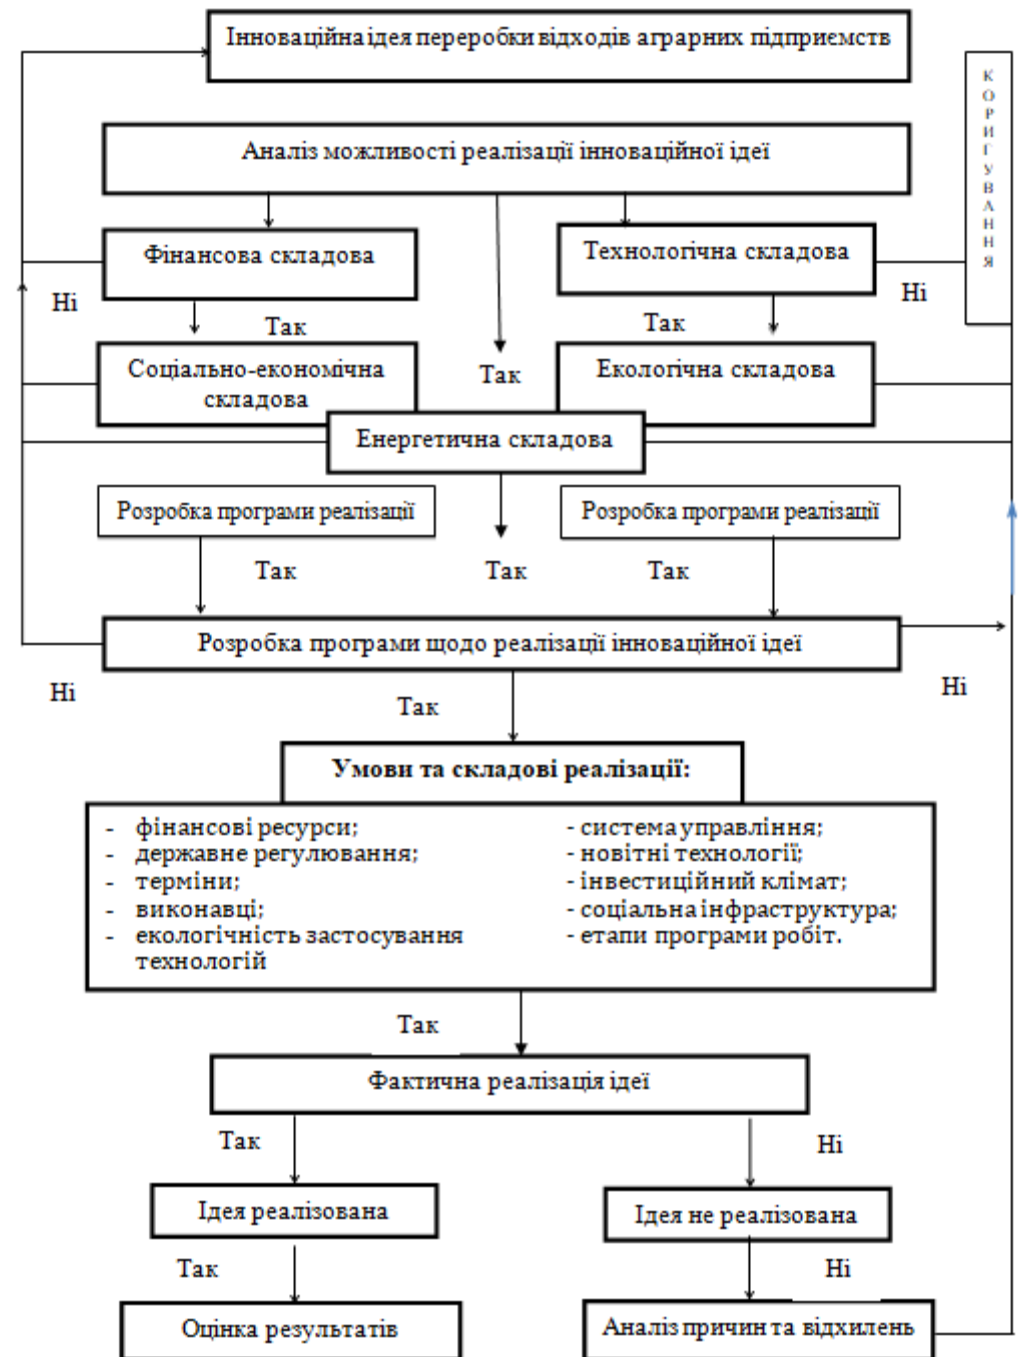 Інноваційна ідея переробки відходів аграрних підприємств
КОРИГУВАННЯ
Аналіз можливості реалізації інноваційної ідеї
Фінансова складова
Технологічна складова
Ні
Ні
Так
Так
Соціально-економічна
складова
Так
Екологічна складова
Енергетична складова
Розробка програми реалізації
Розробка програми реалізації
Так
Так
Так
Розробка програми щодо реалізації інноваційної ідеї
Ні
Ні
Так
Умови та складові реалізації:
- фінансові ресурси;
- державне регулювання;
- терміни;
- виконавці;
- екологічність застосування
технологій
- система управління;
- новітні технології;
- інвестиційний клімат;
- соціальна інфраструктура;
- етапи програми робіт.
Так
Фактична реалізація ідеї
Так
Ні
Ідея реалізована
Ідея не реалізована
Так
Ні
Оцінка результатів
Аналіз причин та відхилень